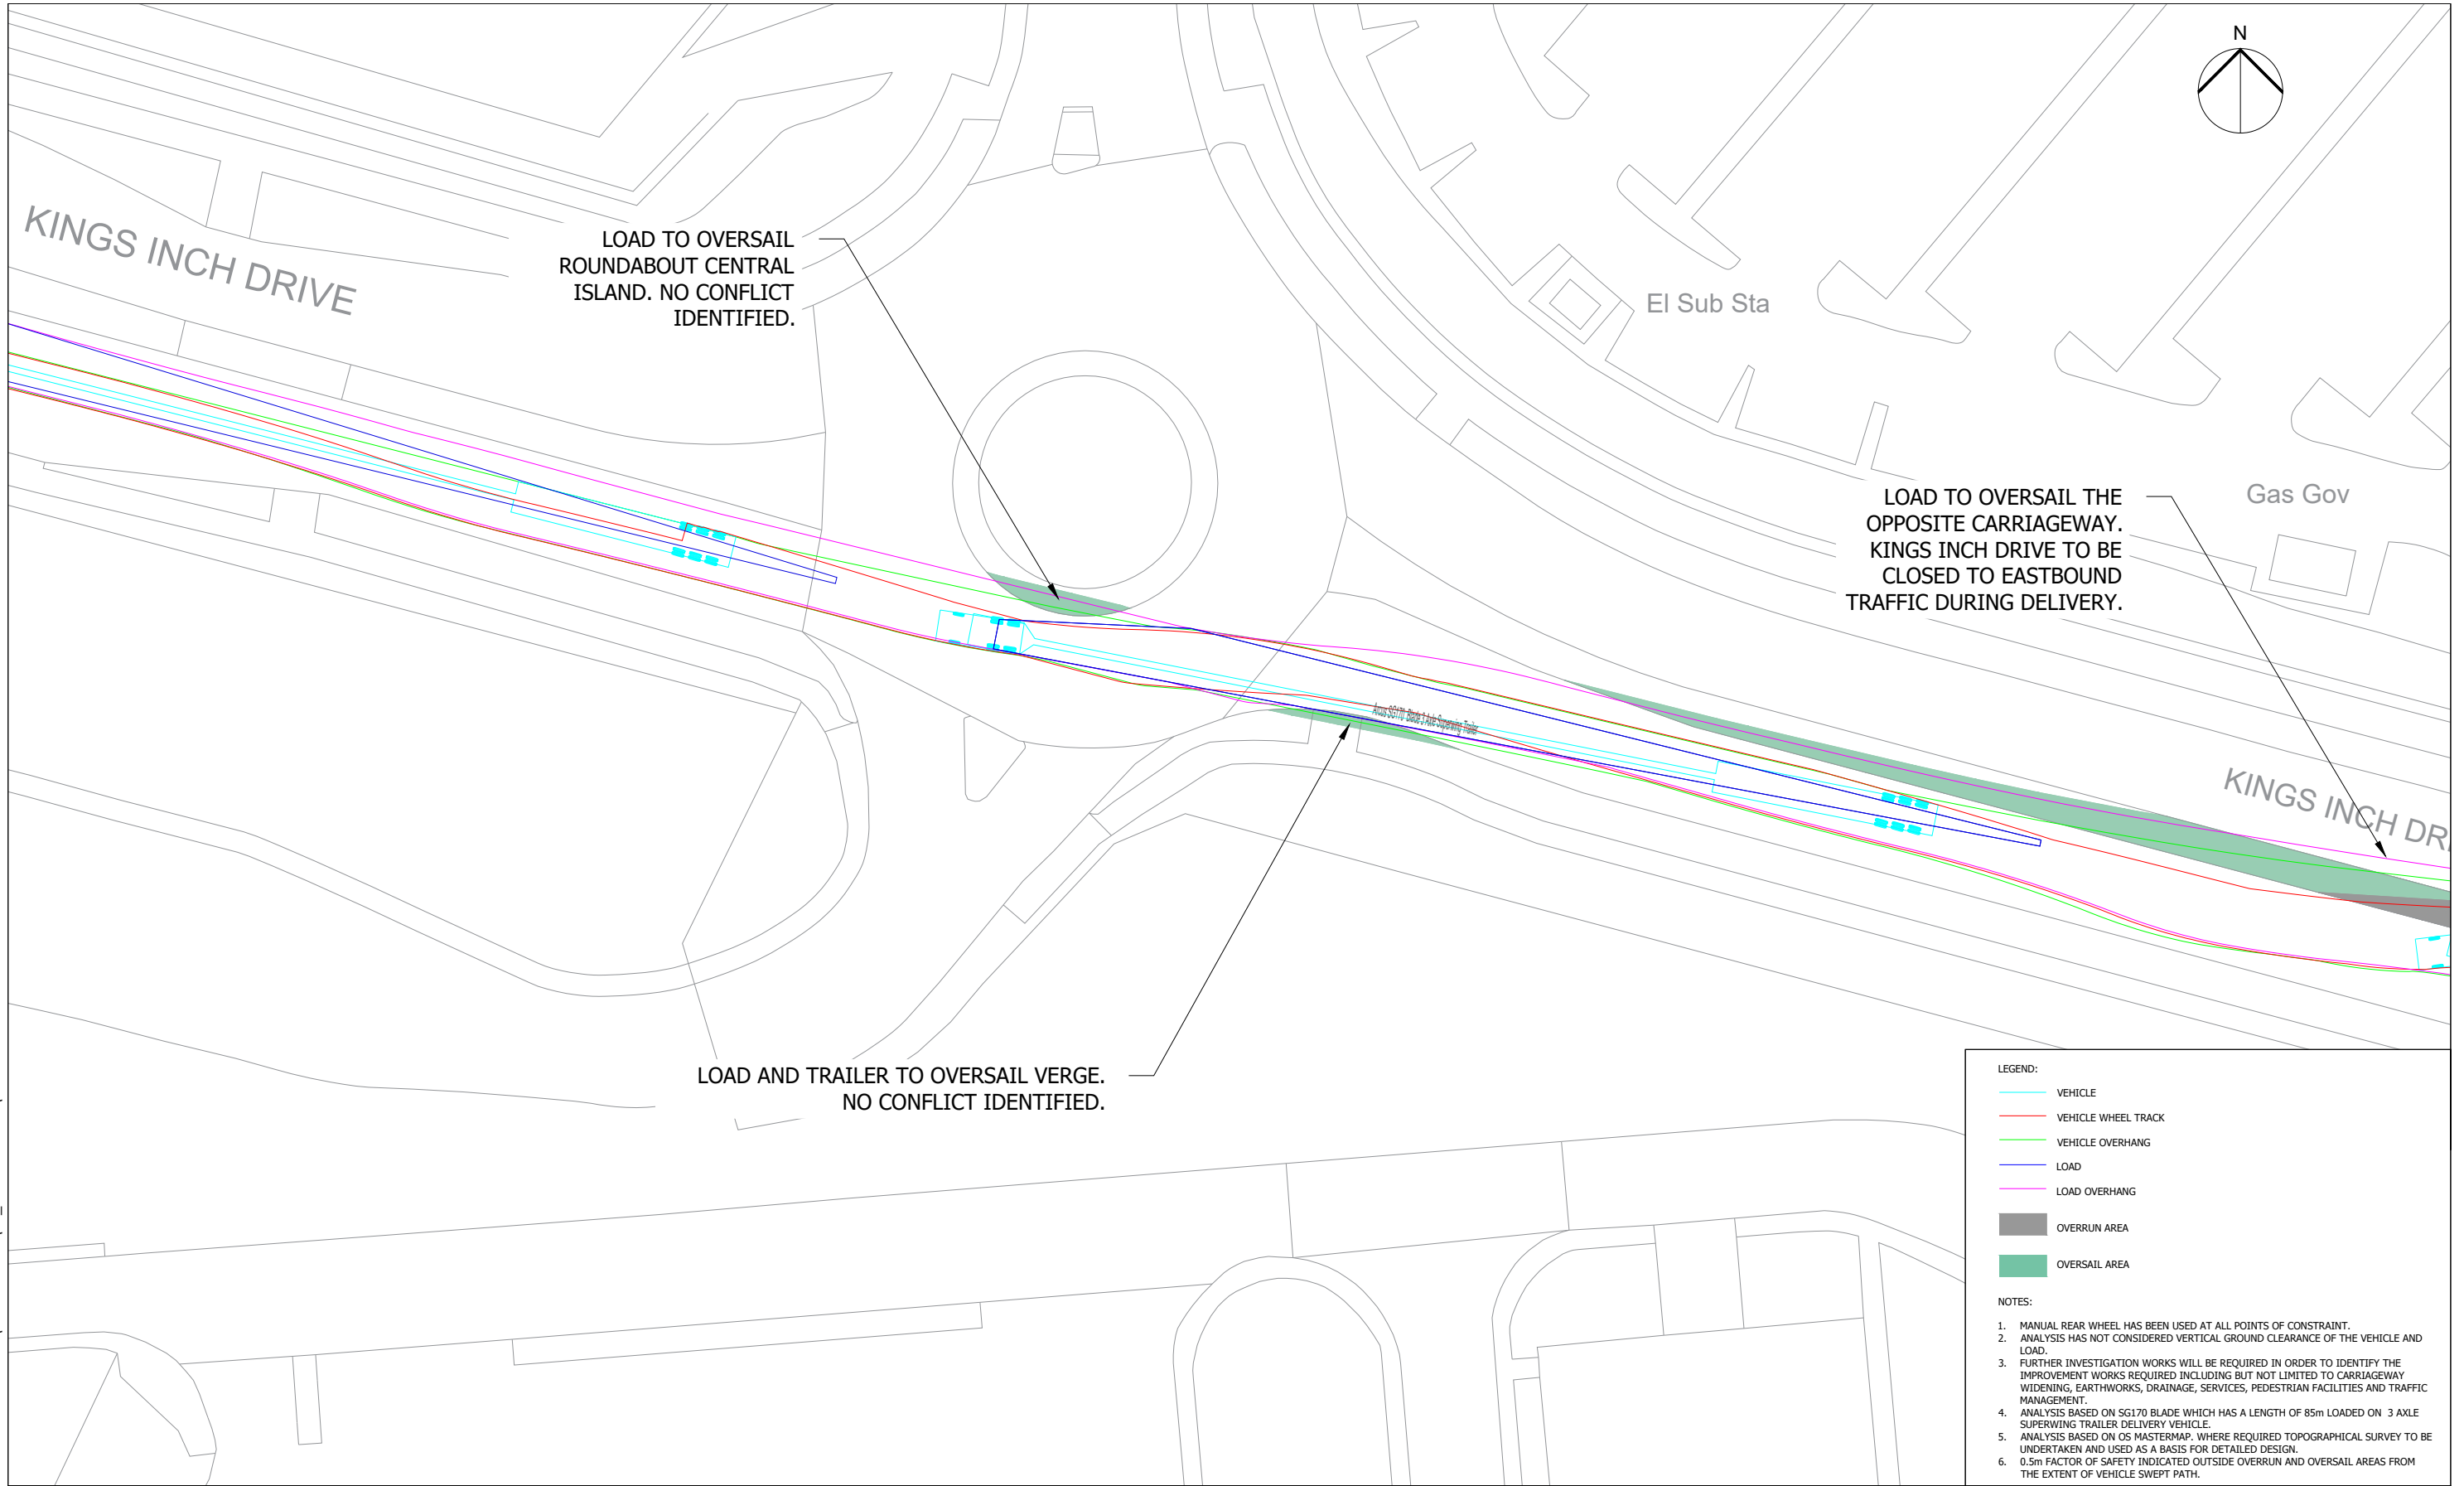 N
KINGS INCH DRIVE
LOAD TO OVERSAIL
ROUNDABOUT CENTRAL
ISLAND. NO CONFLICT
IDENTIFIED.
El Sub Sta
LOAD TO OVERSAIL THE
OPPOSITE CARRIAGEWAY.
KINGS INCH DRIVE TO BE
CLOSED TO EASTBOUND
TRAFFIC DURING DELIVERY.
Gas Gov
KINGS INCH DR
LOAD AND TRAILER TO OVERSAIL VERGE.
NO CONFLICT IDENTIFIED.
LEGEND:
VEHICLE
VEHICLE WHEEL TRACK
VEHICLE OVERHANG
LOAD
LOAD OVERHANG
OVERRUN AREA
OVERSAIL AREA
NOTES:
1. MANUAL REAR WHEEL HAS BEEN USED AT ALL POINTS OF CONSTRAINT.
2. ANALYSIS HAS NOT CONSIDERED VERTICAL GROUND CLEARANCE OF THE VEHICLE AND
LOAD.
3. FURTHER INVESTIGATION WORKS WILL BE REQUIRED IN ORDER TO IDENTIFY THE
IMPROVEMENT WORKS REQUIRED INCLUDING BUT NOT LIMITED TO CARRIAGEWAY
WIDENING, EARTHWORKS, DRAINAGE, SERVICES, PEDESTRIAN FACILITIES AND TRAFFIC
MANAGEMENT.
4. ANALYSIS BASED ON SG170 BLADE WHICH HAS A LENGTH OF 85m LOADED ON 3 AXLE
SUPERWING TRAILER DELIVERY VEHICLE.
5. ANALYSIS BASED ON OS MASTERMAP. WHERE REQUIRED TOPOGRAPHICAL SURVEY TO BE
UNDERTAKEN AND USED AS A BASIS FOR DETAILED DESIGN.
6. 0.5m FACTOR OF SAFETY INDICATED OUTSIDE OVERRUN AND OVERSAIL AREAS FROM
THE EXTENT OF VEHICLE SWEPT PATH.